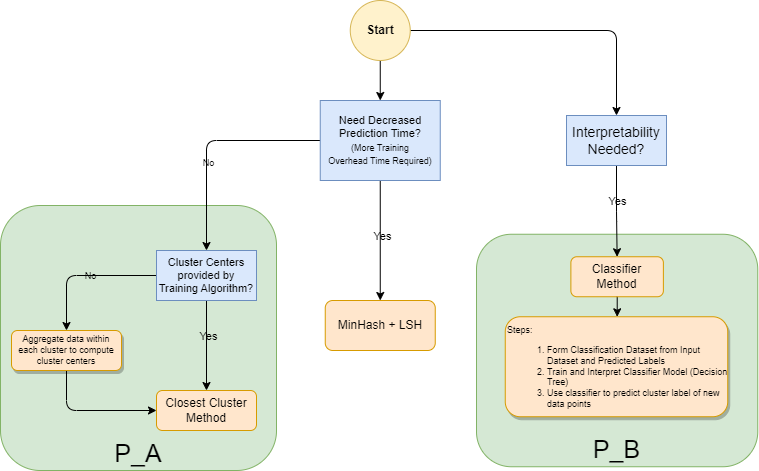 Start
Need Decreased
Prediction Time?
(More Training
Overhead Time Required)
Interpretability
Needed?
No
Yes
Yes
Cluster Centers
provided by
Training Algorithm?
No
Yes
Aggregate data within
each cluster to compute
cluster centers
Closest Cluster
Method
P_A
MinHash + LSH
Classifier
Method
Steps:
1. Form Classification Dataset from Input
Dataset and Predicted Labels
2. Train and Interpret Classifier Model (Decision
Tree)
3. Use classifier to predict cluster label of new
data points
P_B